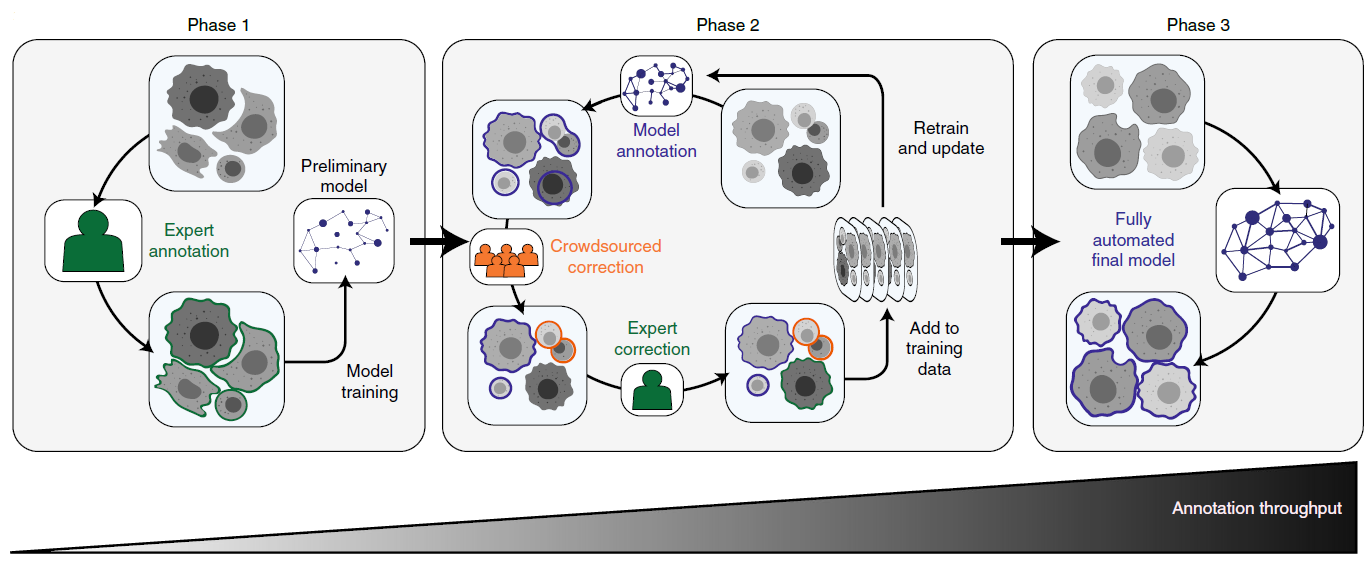 Phase 1
Phase 2
Phase 3
Preliminary
model
Expert
annotation
Model
training
Model
annotation
Retrain
and update
Crowdsourced
correction
Expert
correction
Add to
training
data
Fully
automated
final model
Annotation throughput